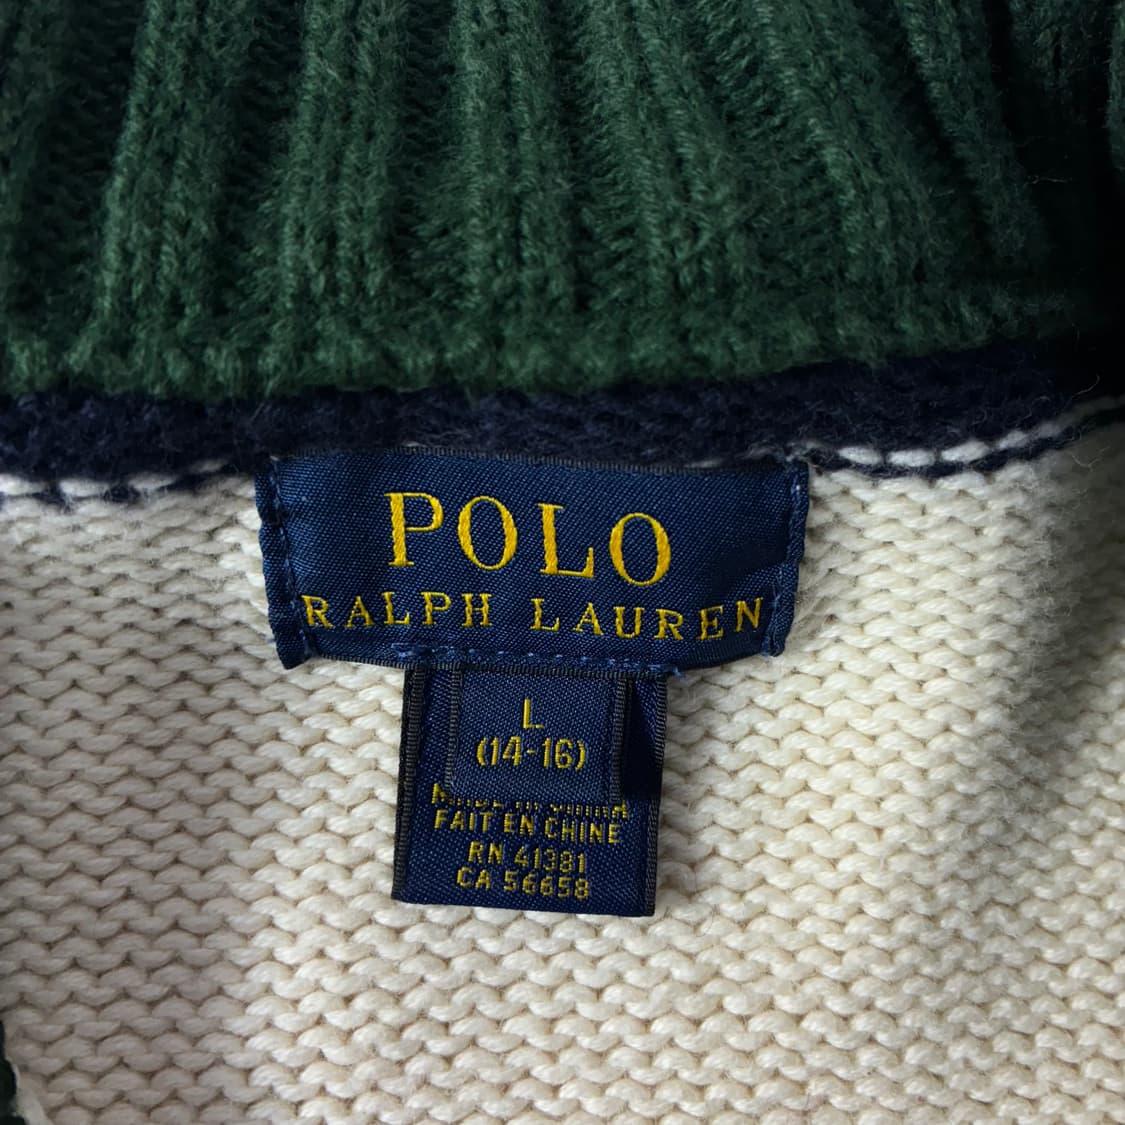 POLO
RALPH LAUREN
L
(14-16)
FAIT EN CHINE
RN 41381
CA 56658